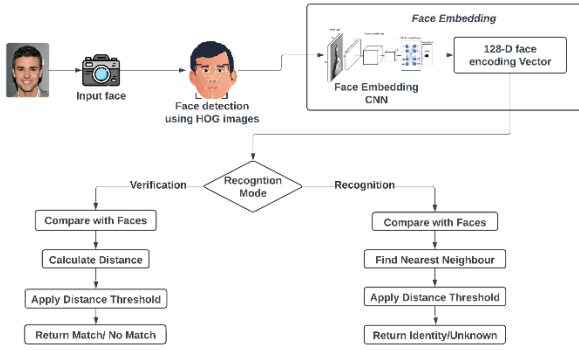 Face Embedding
Input face
Face detection
using HOG images
Face Embedding
CNN
128-D face
encoding Vector
Recogntion
Mode
Verification
Recognition
Compare with Faces
Calculate Distance
Apply Distance Threshold
Return Match/ No Match
Compare with Faces
Find Nearest Neighbour
Apply Distance Threshold
Return Identity/Unknown